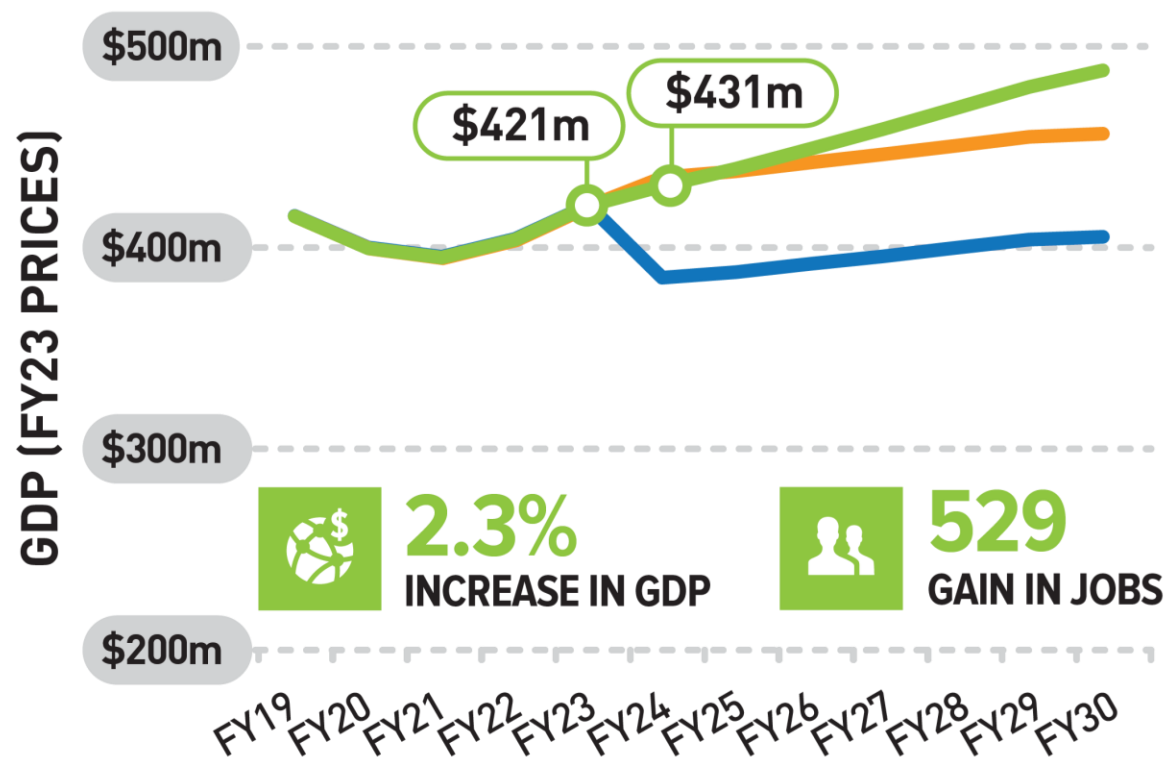 GDP (FY23 PRICES)
$500m
$431m
$421m
$400m
$300m
$
2.3%
INCREASE IN GDP
529
GAIN IN JOBS
$200m
FY19 FY20 FY21 FY22 FY23 FY24 FY25 FY26 FY27 FY28 FY29 FY30